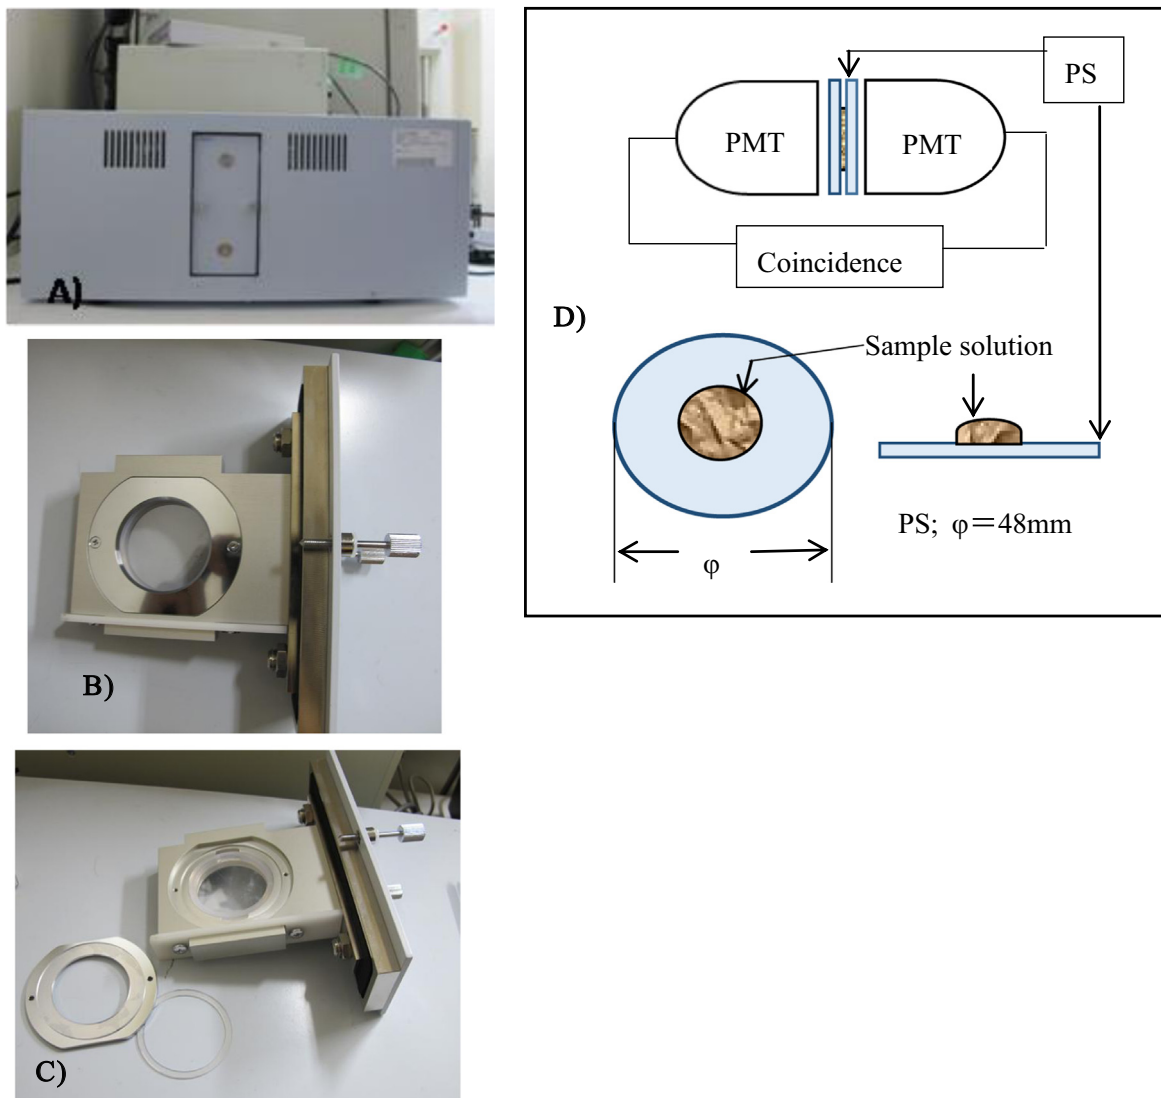 A)
B)
C)
D)
PS
PMT
PMT
Coincidence
Sample solution
PS; φ=48mm
φ